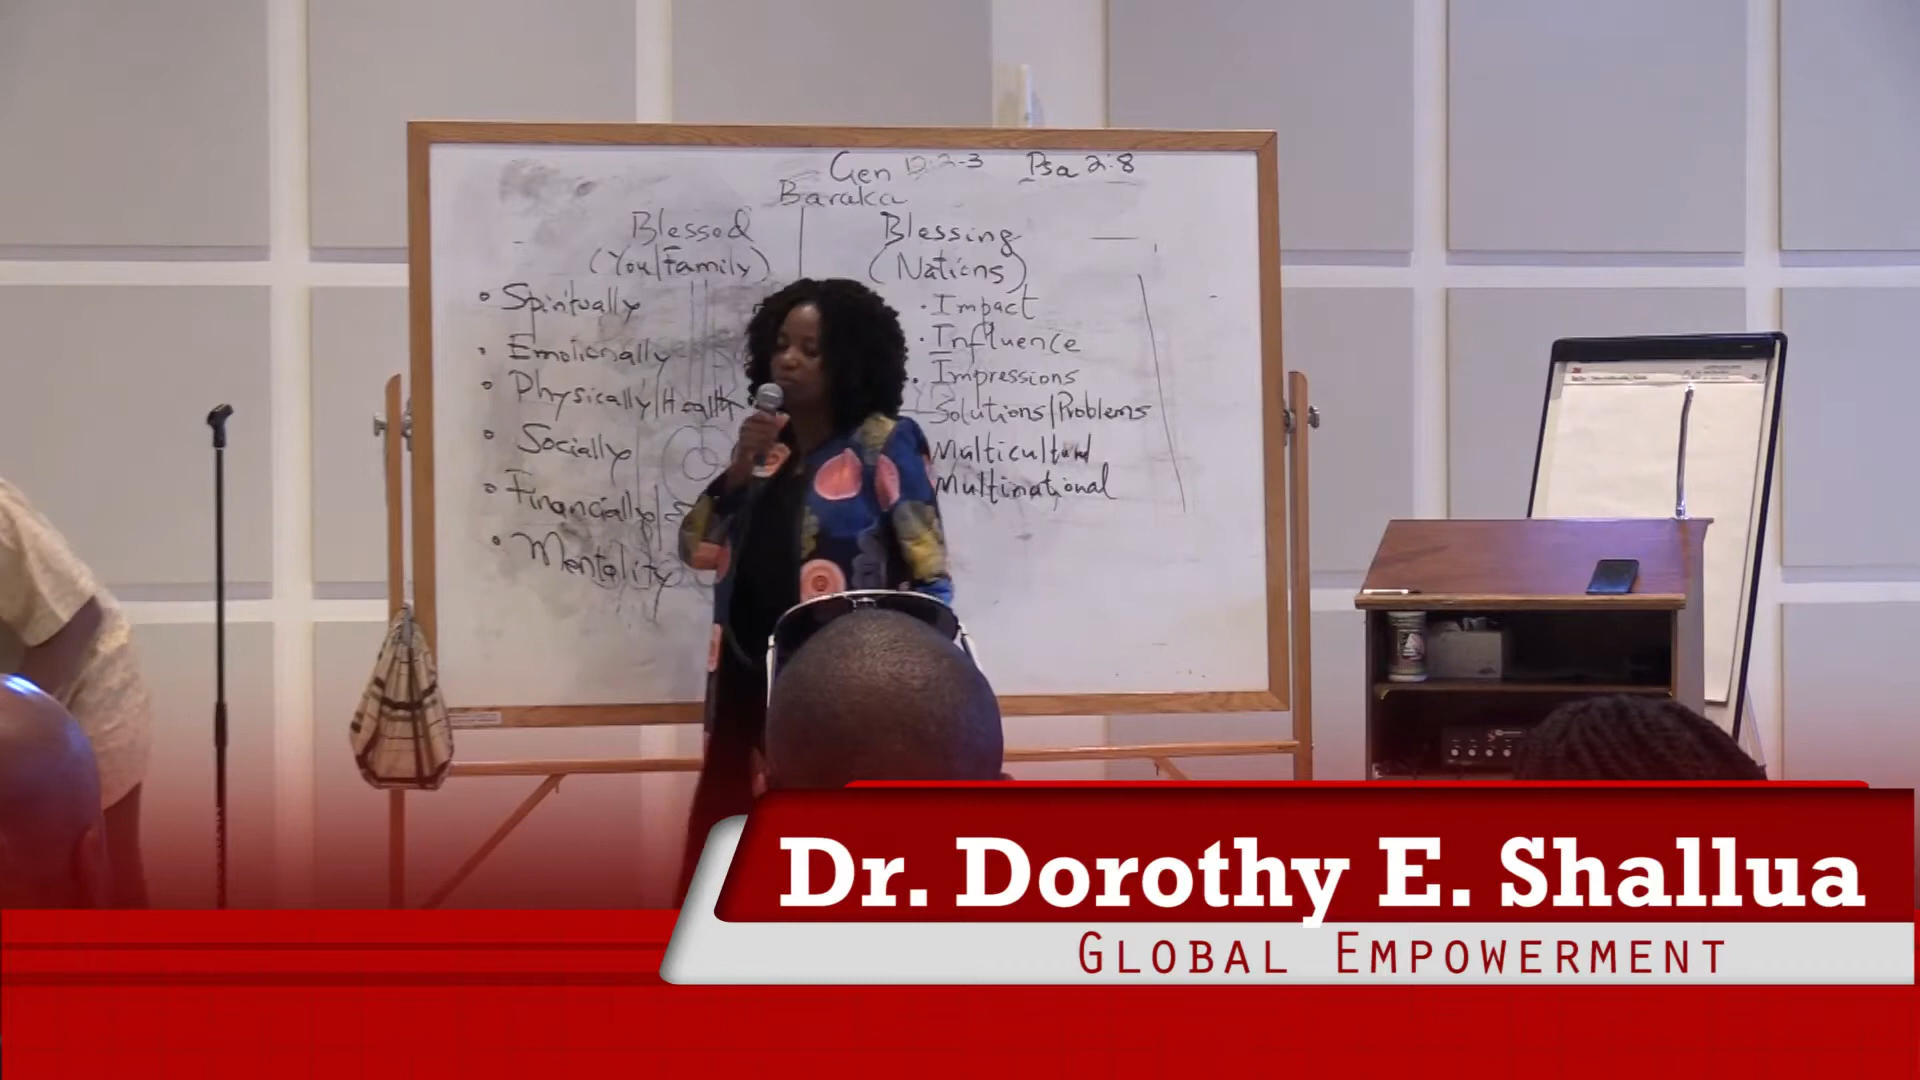 Gen 12:2-3 Psa 2:8
Baraka
Blessed
(You/Family)
• Spiritually
• Emotionally
• Physically/Health
• Socially
• Financially/
• Mentality
Blessing
(Nations)
• Impact
• Influence
• Impressions
Solutions/Problems
Multicultural
Multinational
Dr. Dorothy E. Shallua
GLOBAL EMPOWERMENT